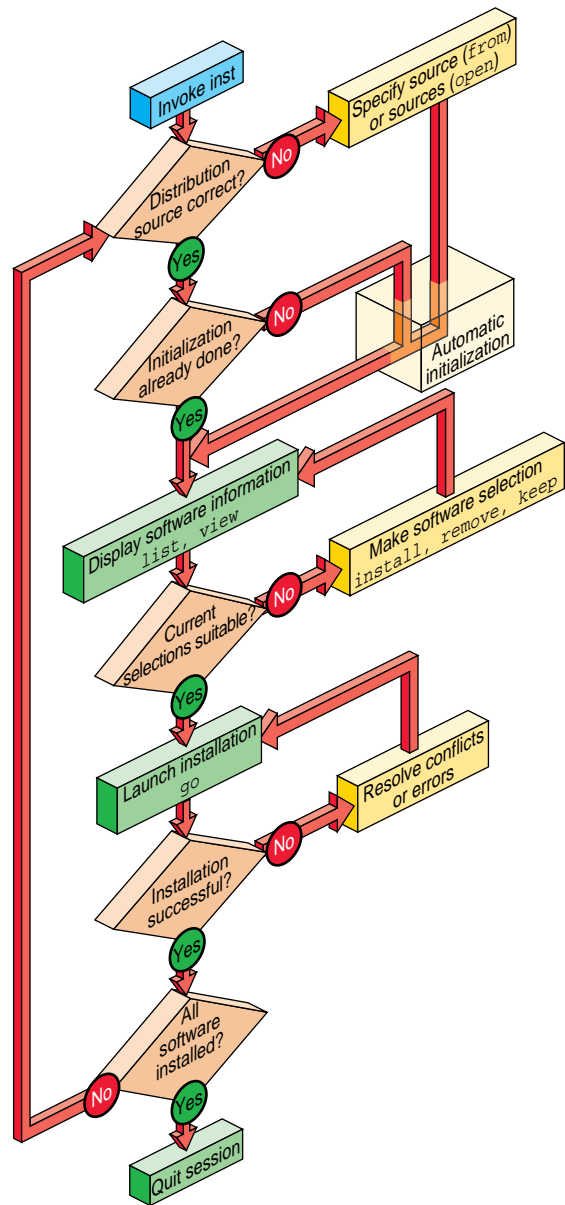 Invoke inst
Specify source (from)
or sources (open)
No
Distribution
source correct?
Yes
No
Initialization
already done?
Automatic
initialization
Yes
Display software information
list, view
Make software selection
install, remove, keep
No
Current
selections suitable?
Yes
Launch installation
go
Resolve conflicts
or errors
No
Installation
successful?
Yes
All
software
installed?
No
Yes
Quit session